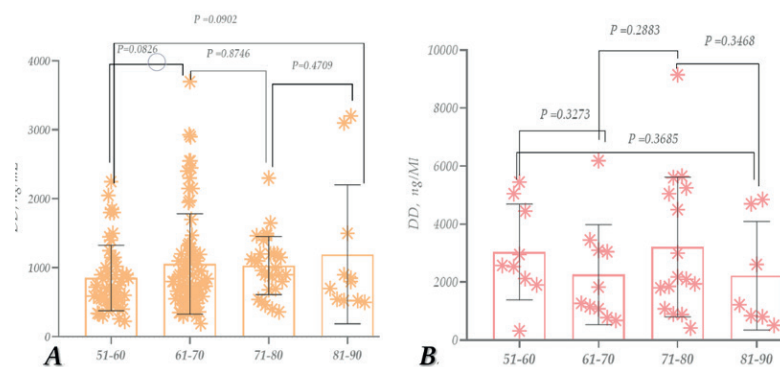 P =0.0902
P=0.0826
P =0.8746
P=0.4709
4000
3000
2000
1000
0
A
51-60
61-70
71-80
81-90
P =0.2883
P =0.3468
P =0.3273
P =0.3685
10000
8000
6000
4000
2000
0
DD, ng/Ml
B
51-60
61-70
71-80
81-90